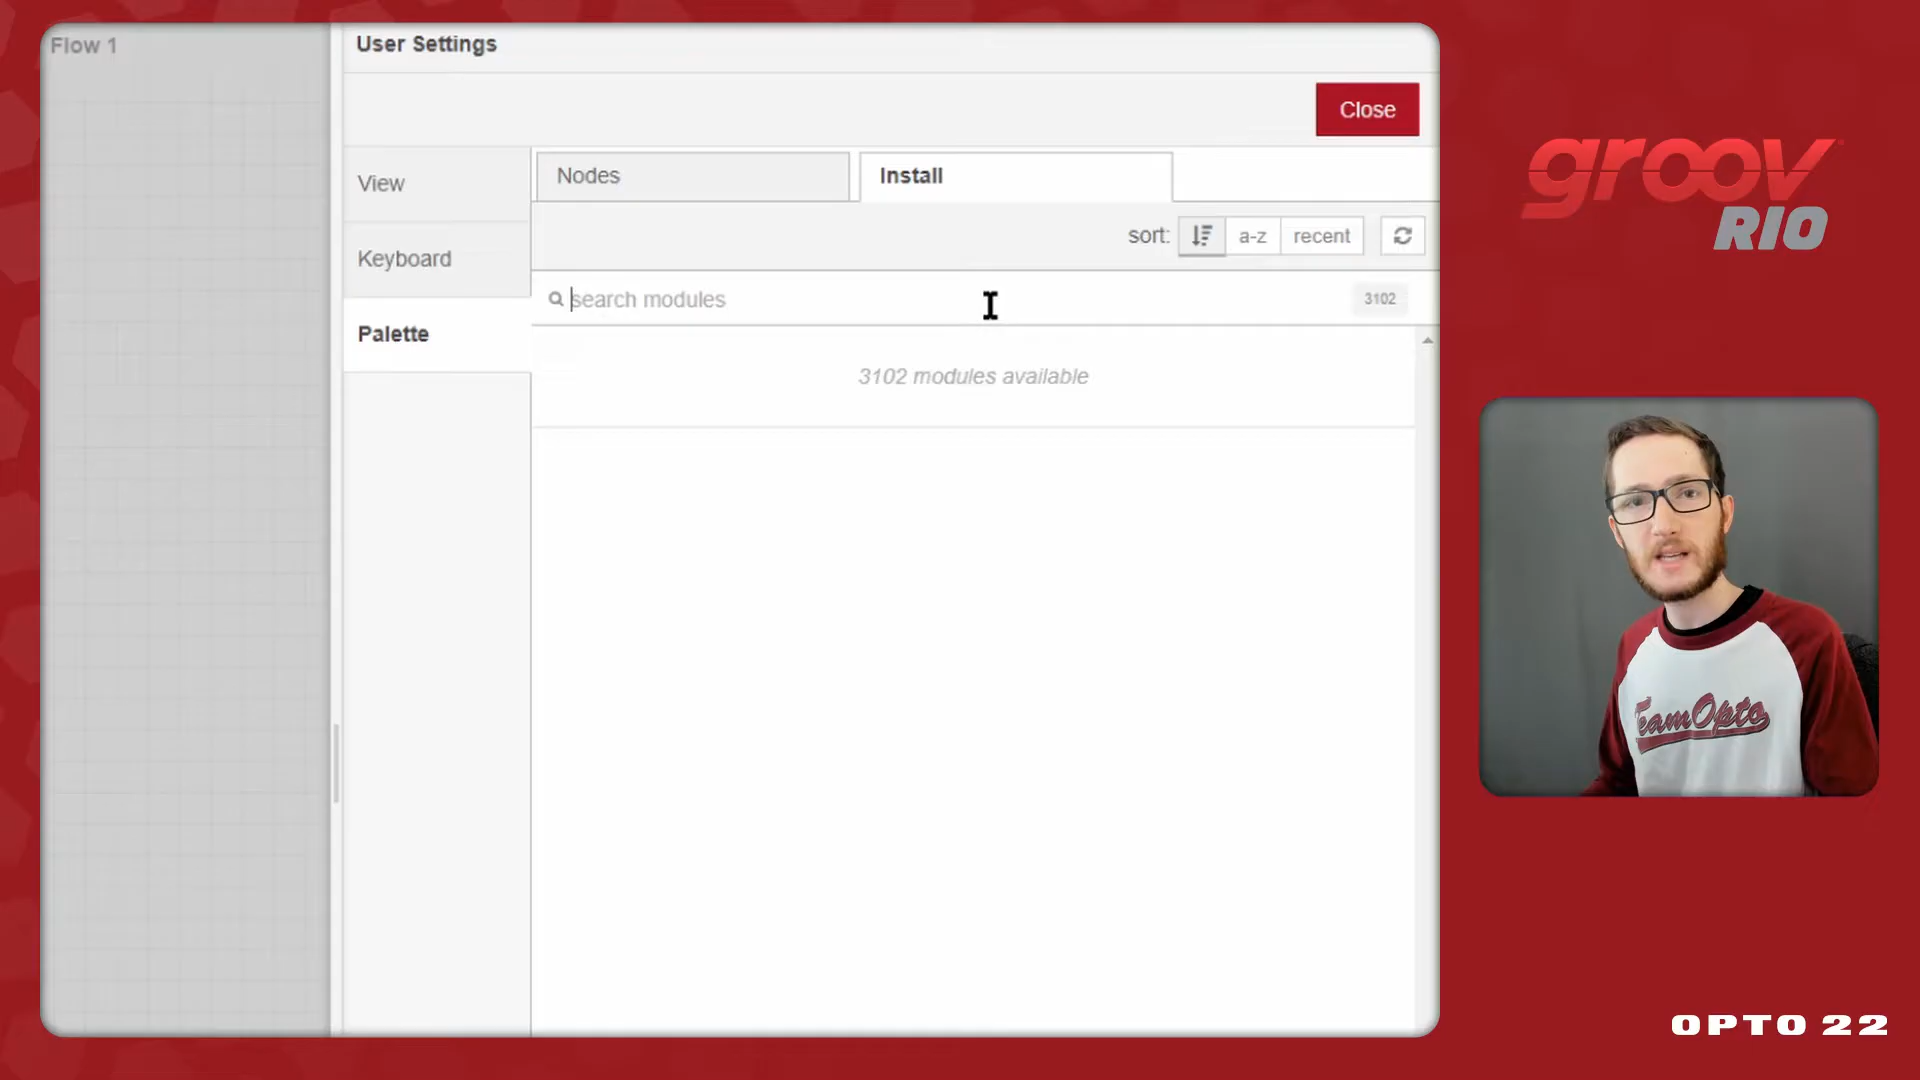 Flow 1
User Settings
Close
View
Keyboard
Palette
Nodes
Install
sort:
a-z
recent
search modules
3102
3102 modules available
groov
RIO
TeamOpto
OPTO 22